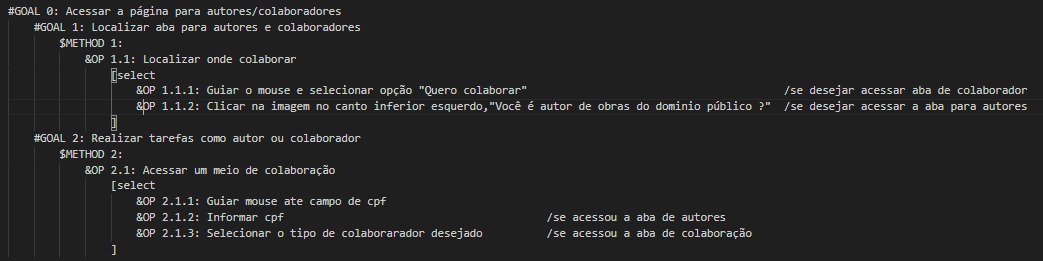 #GOAL 0: Acessar a página para autores/colaboradores
#GOAL 1: Localizar aba para autores e colaboradores
$METHOD 1:
&OP 1.1: Localizar onde colaborar
[select
&OP 1.1.1: Guiar o mouse e selecionar opção "Quero colaborar" /se desejar acessar aba de colaborador
&OP 1.1.2: Clicar na imagem no canto inferior esquerdo,"Você é autor de obras do dominio público ?" /se desejar acessar a aba para autores
]
#GOAL 2: Realizar tarefas como autor ou colaborador
$METHOD 2:
&OP 2.1: Acessar um meio de colaboração
[select
&OP 2.1.1: Guiar mouse ate campo de cpf
&OP 2.1.2: Informar cpf /se acessou a aba de autores
&OP 2.1.3: Selecionar o tipo de colaborarador desejado /se acessou a aba de colaboração
]